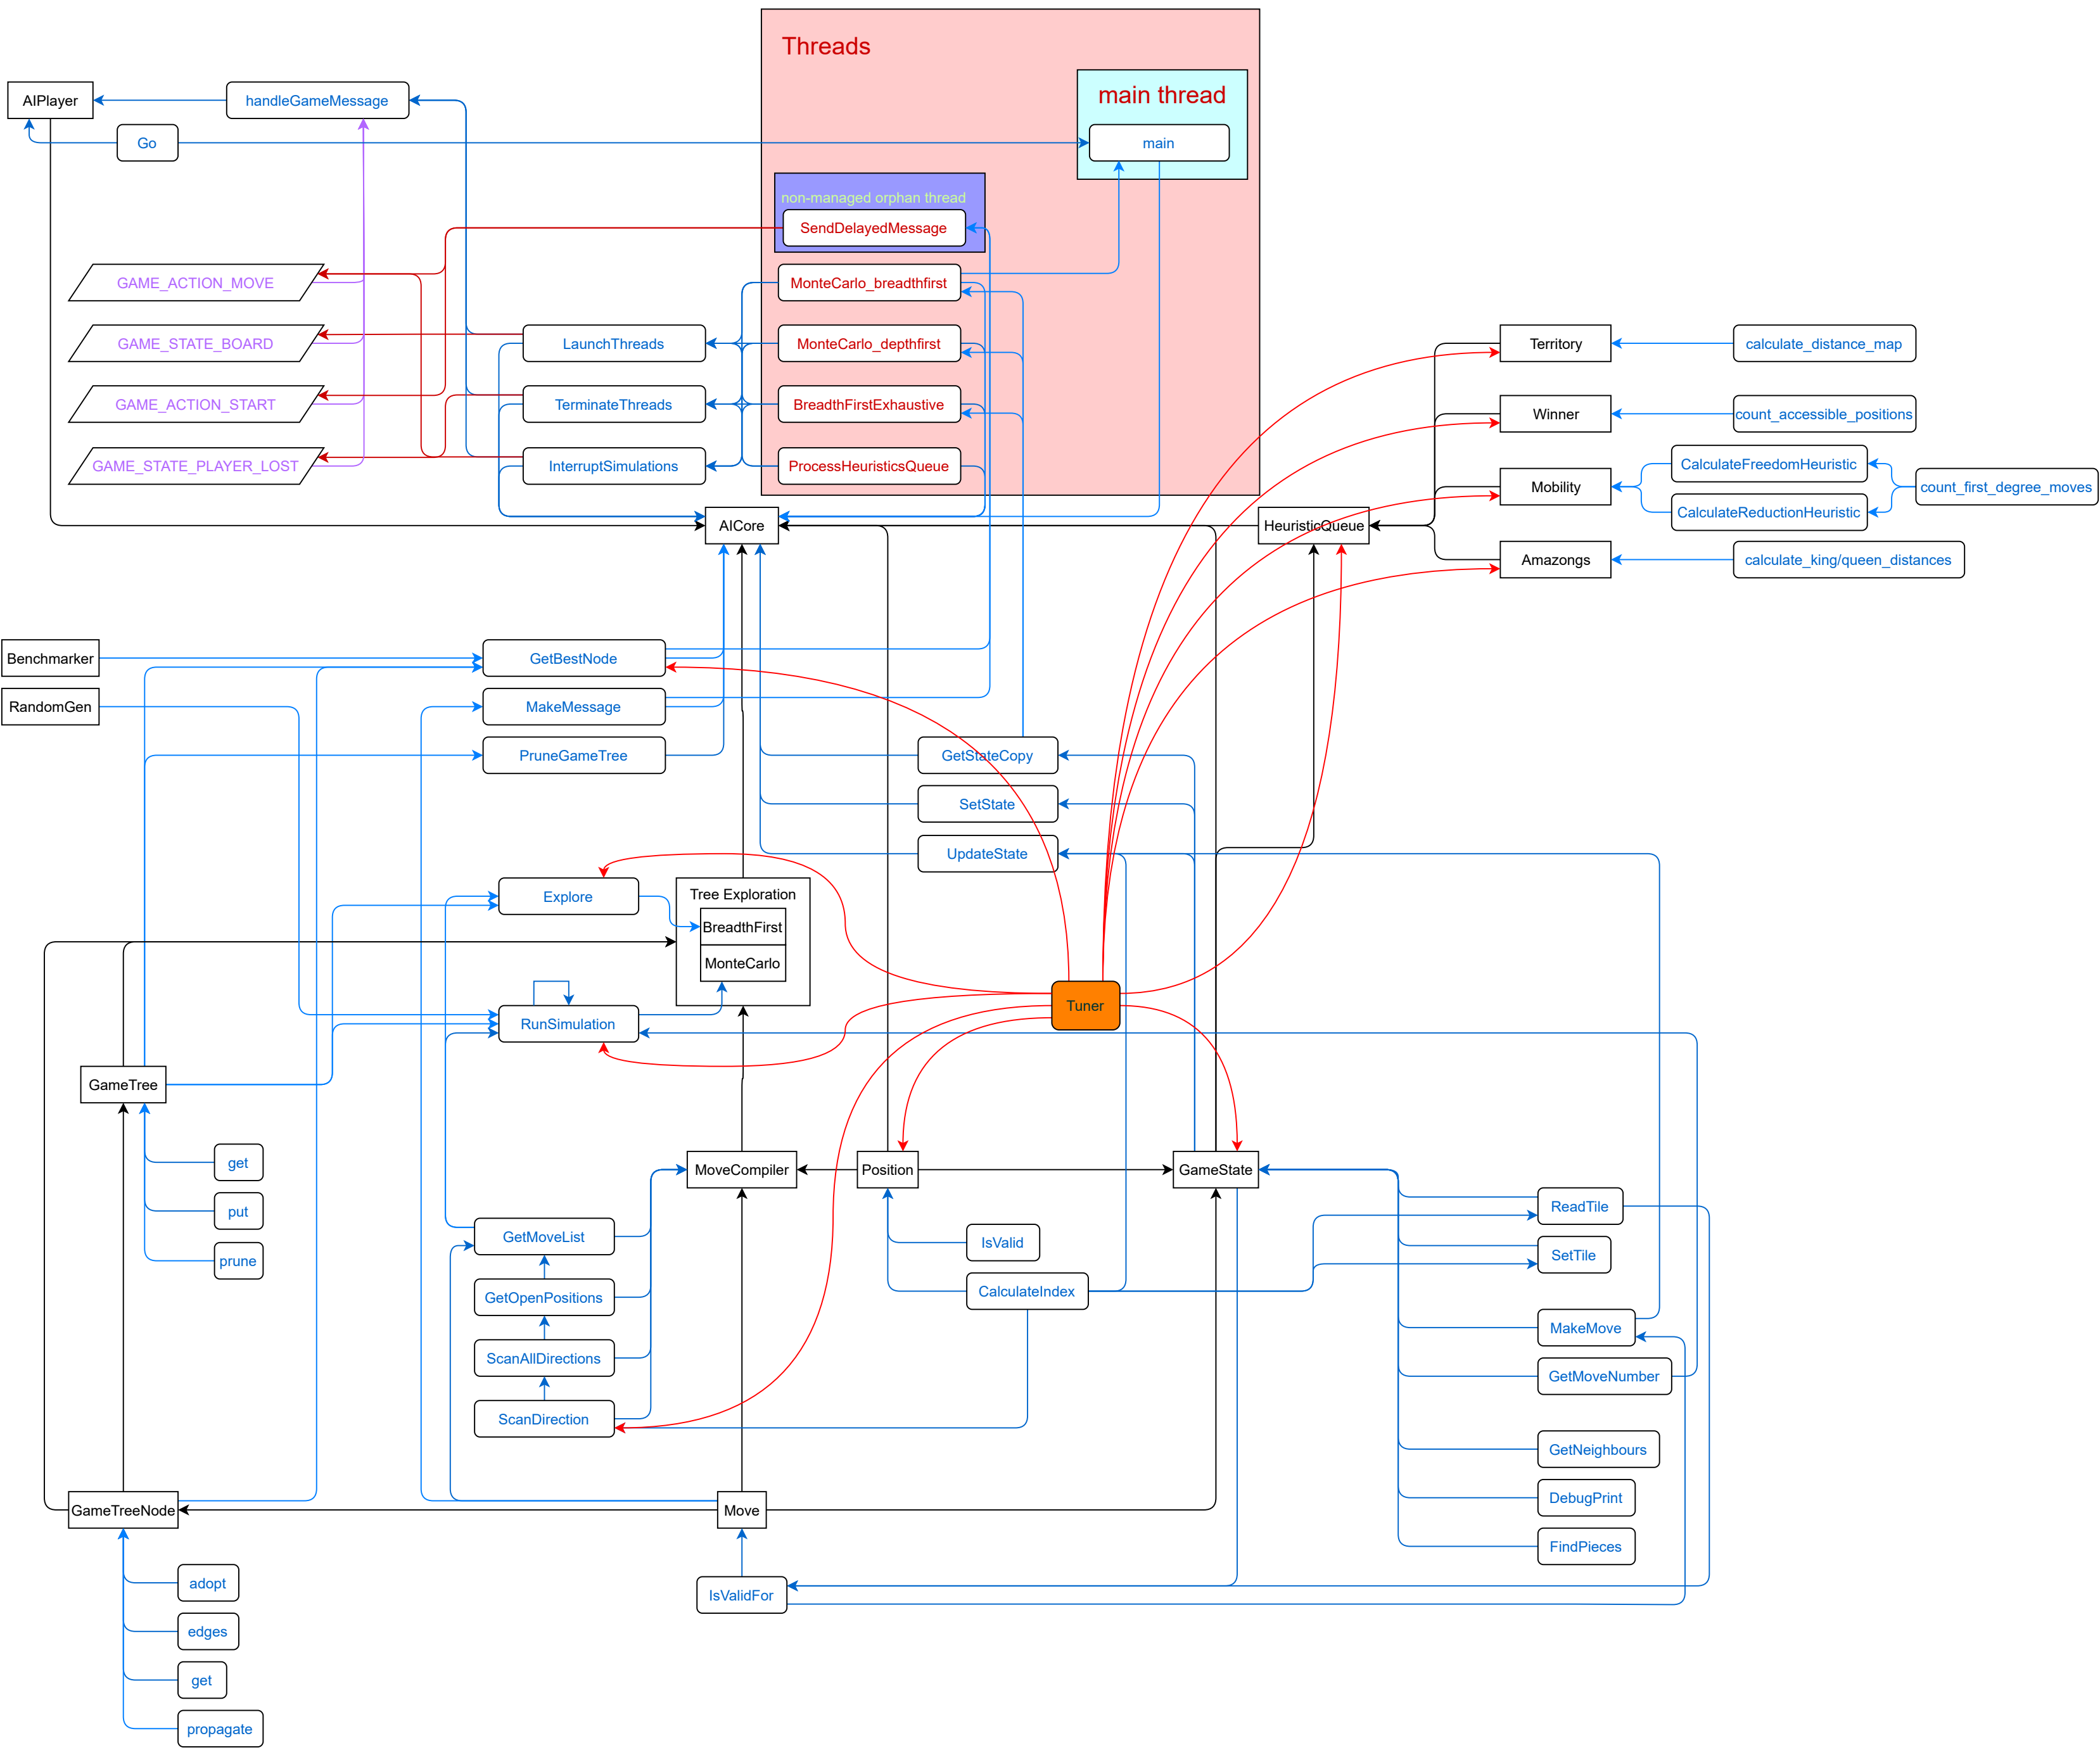 Threads
main thread
AIPlayer
handleGameMessage
Go
main
non-managed orphan thread
SendDelayedMessage
GAME_ACTION_MOVE
MonteCarlo_breadthfirst
GAME_STATE_BOARD
LaunchThreads
MonteCarlo_depthfirst
Territory
calculate_distance_map
GAME_ACTION_START
TerminateThreads
BreadthFirstExhaustive
Winner
count_accessible_positions
GAME_STATE_PLAYER_LOST
InterruptSimulations
ProcessHeuristicsQueue
CalculateFreedomHeuristic
Mobility
count_first_degree_moves
CalculateReductionHeuristic
AICore
HeuristicQueue
Amazongs
calculate_king/queen_distances
Benchmarker
GetBestNode
RandomGen
MakeMessage
PruneGameTree
GetStateCopy
SetState
UpdateState
Explore
Tree Exploration
BreadthFirst
MonteCarlo
Tuner
RunSimulation
GameTree
get
MoveCompiler
Position
GameState
put
ReadTile
GetMoveList
IsValid
prune
SetTile
GetOpenPositions
CalculateIndex
MakeMove
ScanAllDirections
GetMoveNumber
ScanDirection
GetNeighbours
DebugPrint
GameTreeNode
Move
FindPieces
adopt
IsValidFor
edges
get
propagate